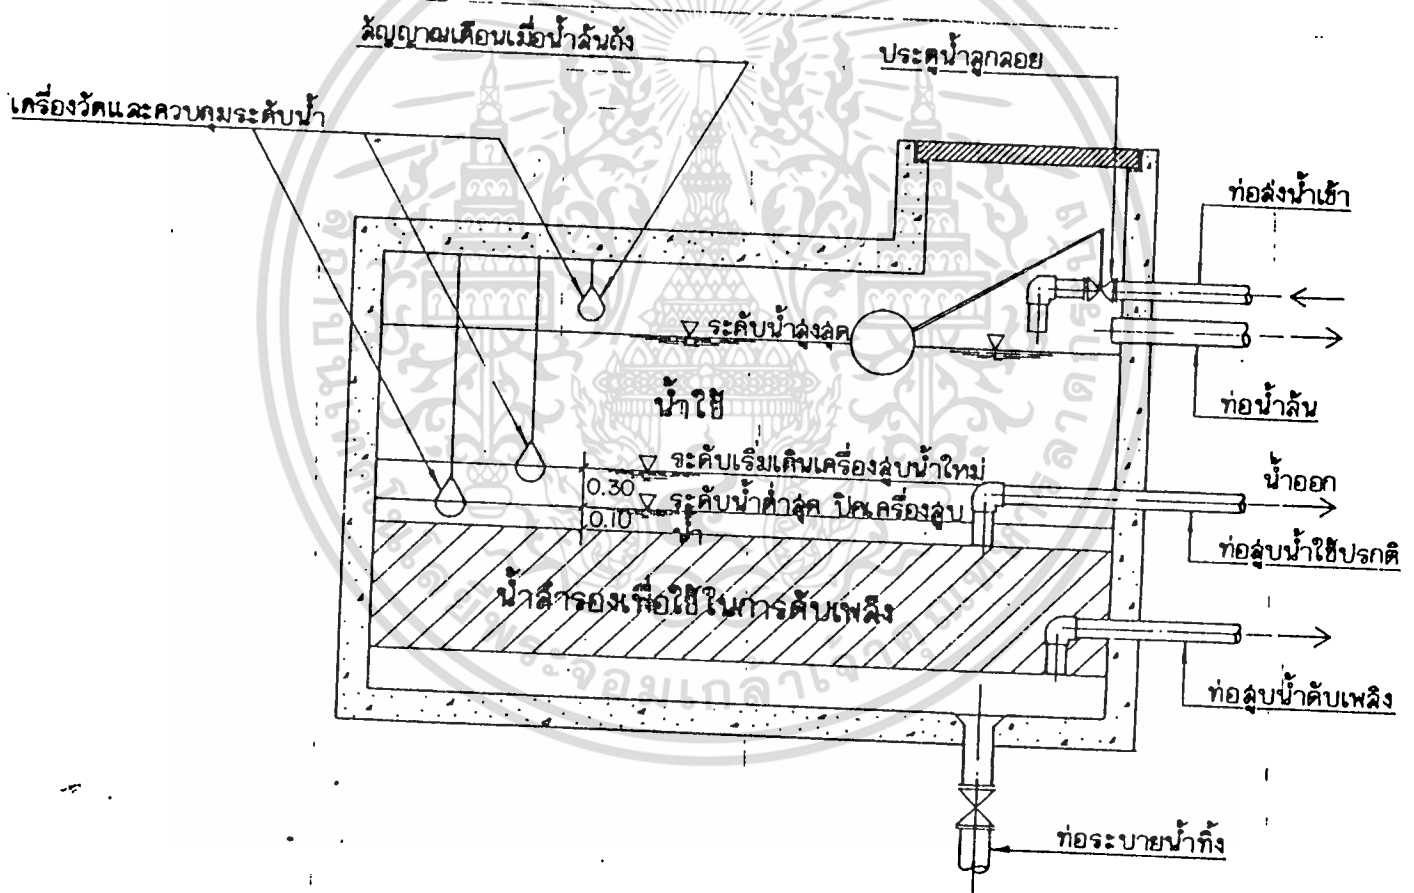 สัญญาณเตือนเมื่อน้ำล้นถัง
ประตูน้ำลูกลอย
เครื่องวัดและควบคุมระดับน้ำ
ท่อส่งน้ำเข้า
ระดับน้ำสูงสุด
ท่อน้ำล้น
น้ำใช้
ระดับเริ่มเดินเครื่องสูบน้ำใหม่
น้ำออก
0.30
ระดับน้ำต่ำสุด ปิดเครื่องสูบ
0.10
น้ำ
ท่อสูบน้ำใช้ปรกติ
น้ำสำรองเพื่อใช้ในการดับเพลิง
ท่อสูบน้ำดับเพลิง
ท่อระบายน้ำทิ้ง